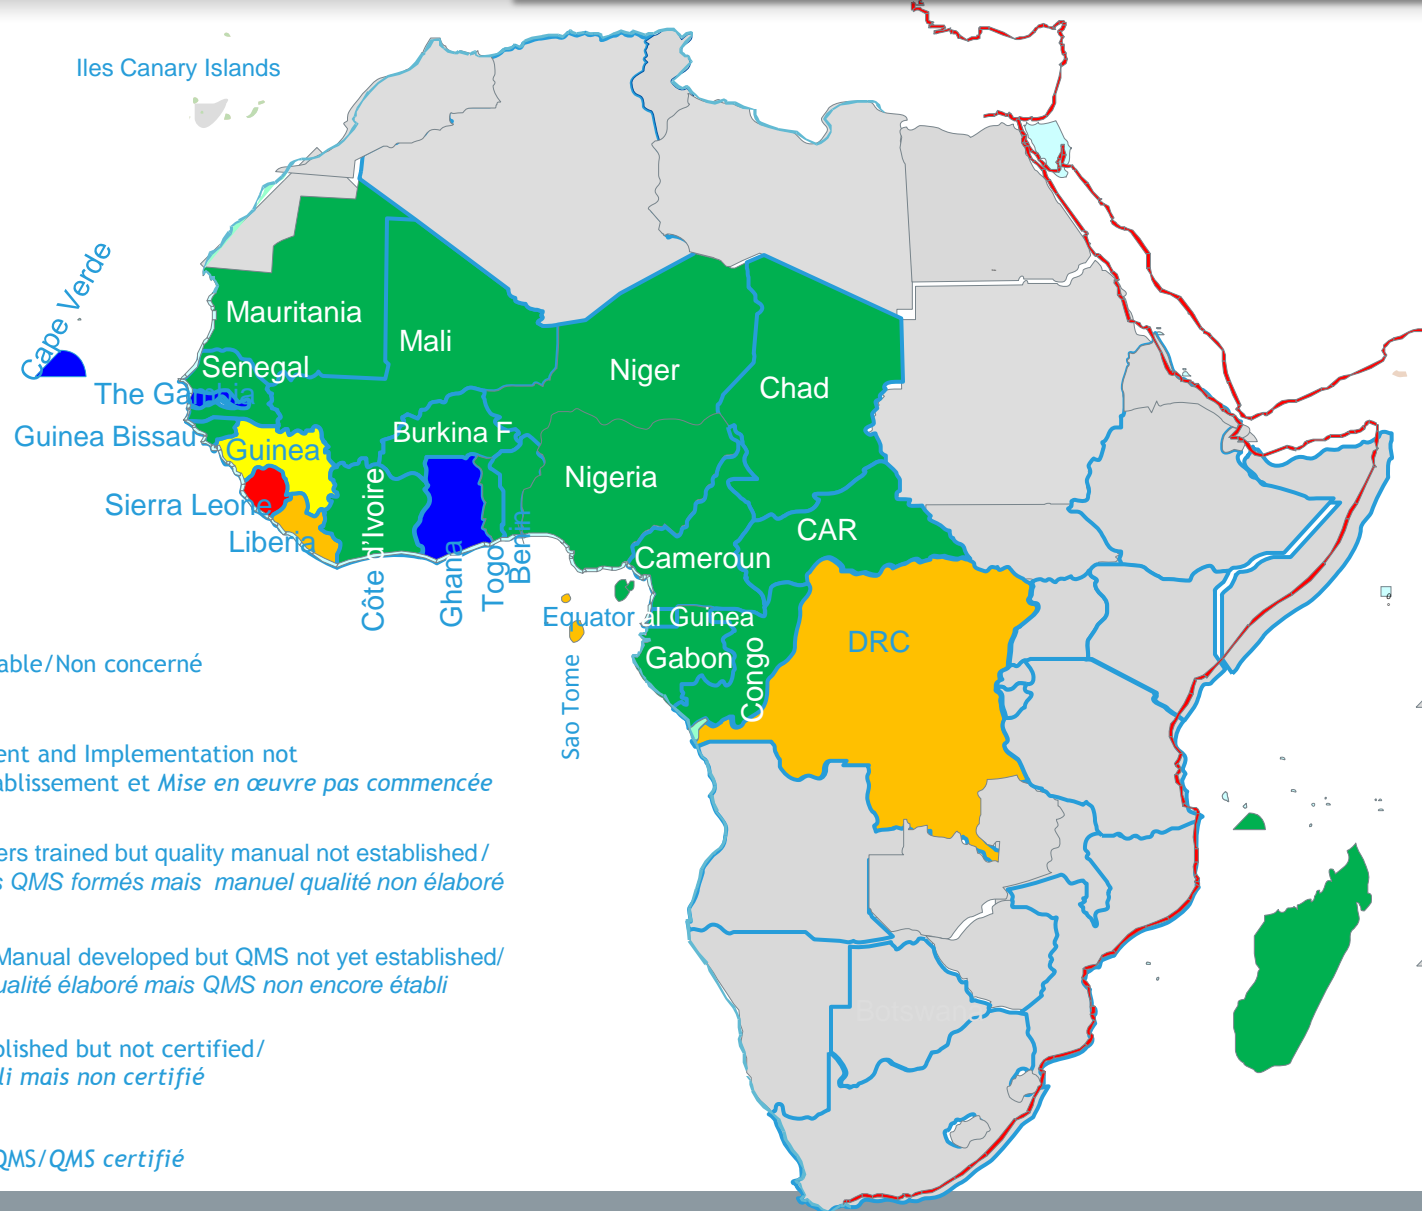 Iles Canary Islands
Cape Verde
Mauritania
Mali
Niger
Chad
Senegal
The Gambia
Guinea Bissau
Guinea
Burkina F
Nigeria
Sierra Leone
Liberia
Côte d'Ivoire
Ghana
Togo
Benin
CAR
Cameroun
Equator al Guinea
Sao Tome
Gabon
Congo
DRC
Botswana
able/Non concerné
ent and Implementation not
ablissement et Mise en œuvre pas commencée
ers trained but quality manual not established/
s QMS formés mais manuel qualité non élaboré
Manual developed but QMS not yet established/
ualité élaboré mais QMS non encore établi
blished but not certified/
li mais non certifié
QMS/QMS certifié